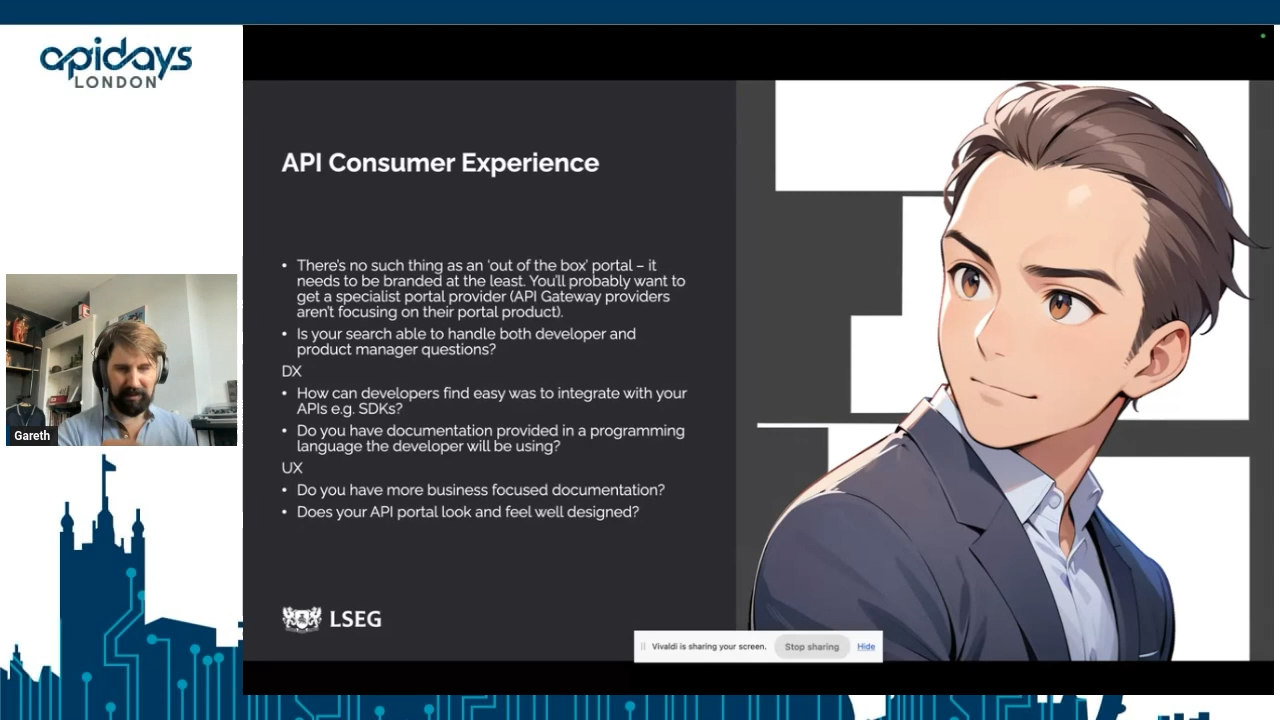 apidays
LONDON
API Consumer Experience
• There's no such thing as an 'out of the box' portal – it
needs to be branded at the least. You'll probably want to
get a specialist portal provider (API Gateway providers
aren't focusing on their portal product).
• Is your search able to handle both developer and
product manager questions?
DX
• How can developers find easy was to integrate with your
APIs e.g. SDKs?
• Do you have documentation provided in a programming
language the developer will be using?
UX
• Do you have more business focused documentation?
• Does your API portal look and feel well designed?
LSEG
Gareth
Vivaldi is sharing your screen. Stop sharing Hide